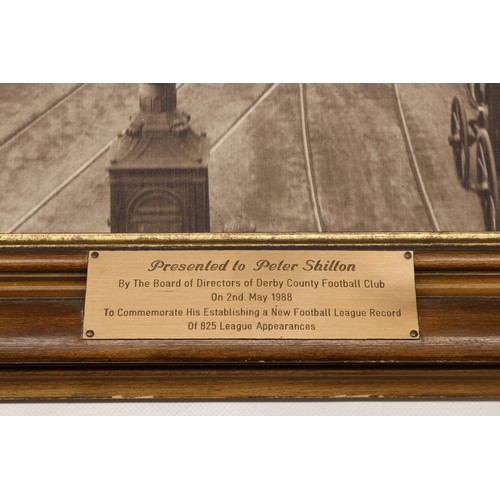 Presented to Peter Shilton
By The Board of Directors of Derby County Football Club
On 2nd. May 1988
To Commemorate His Establishing a New Football League Record
Of 825 League Appearances